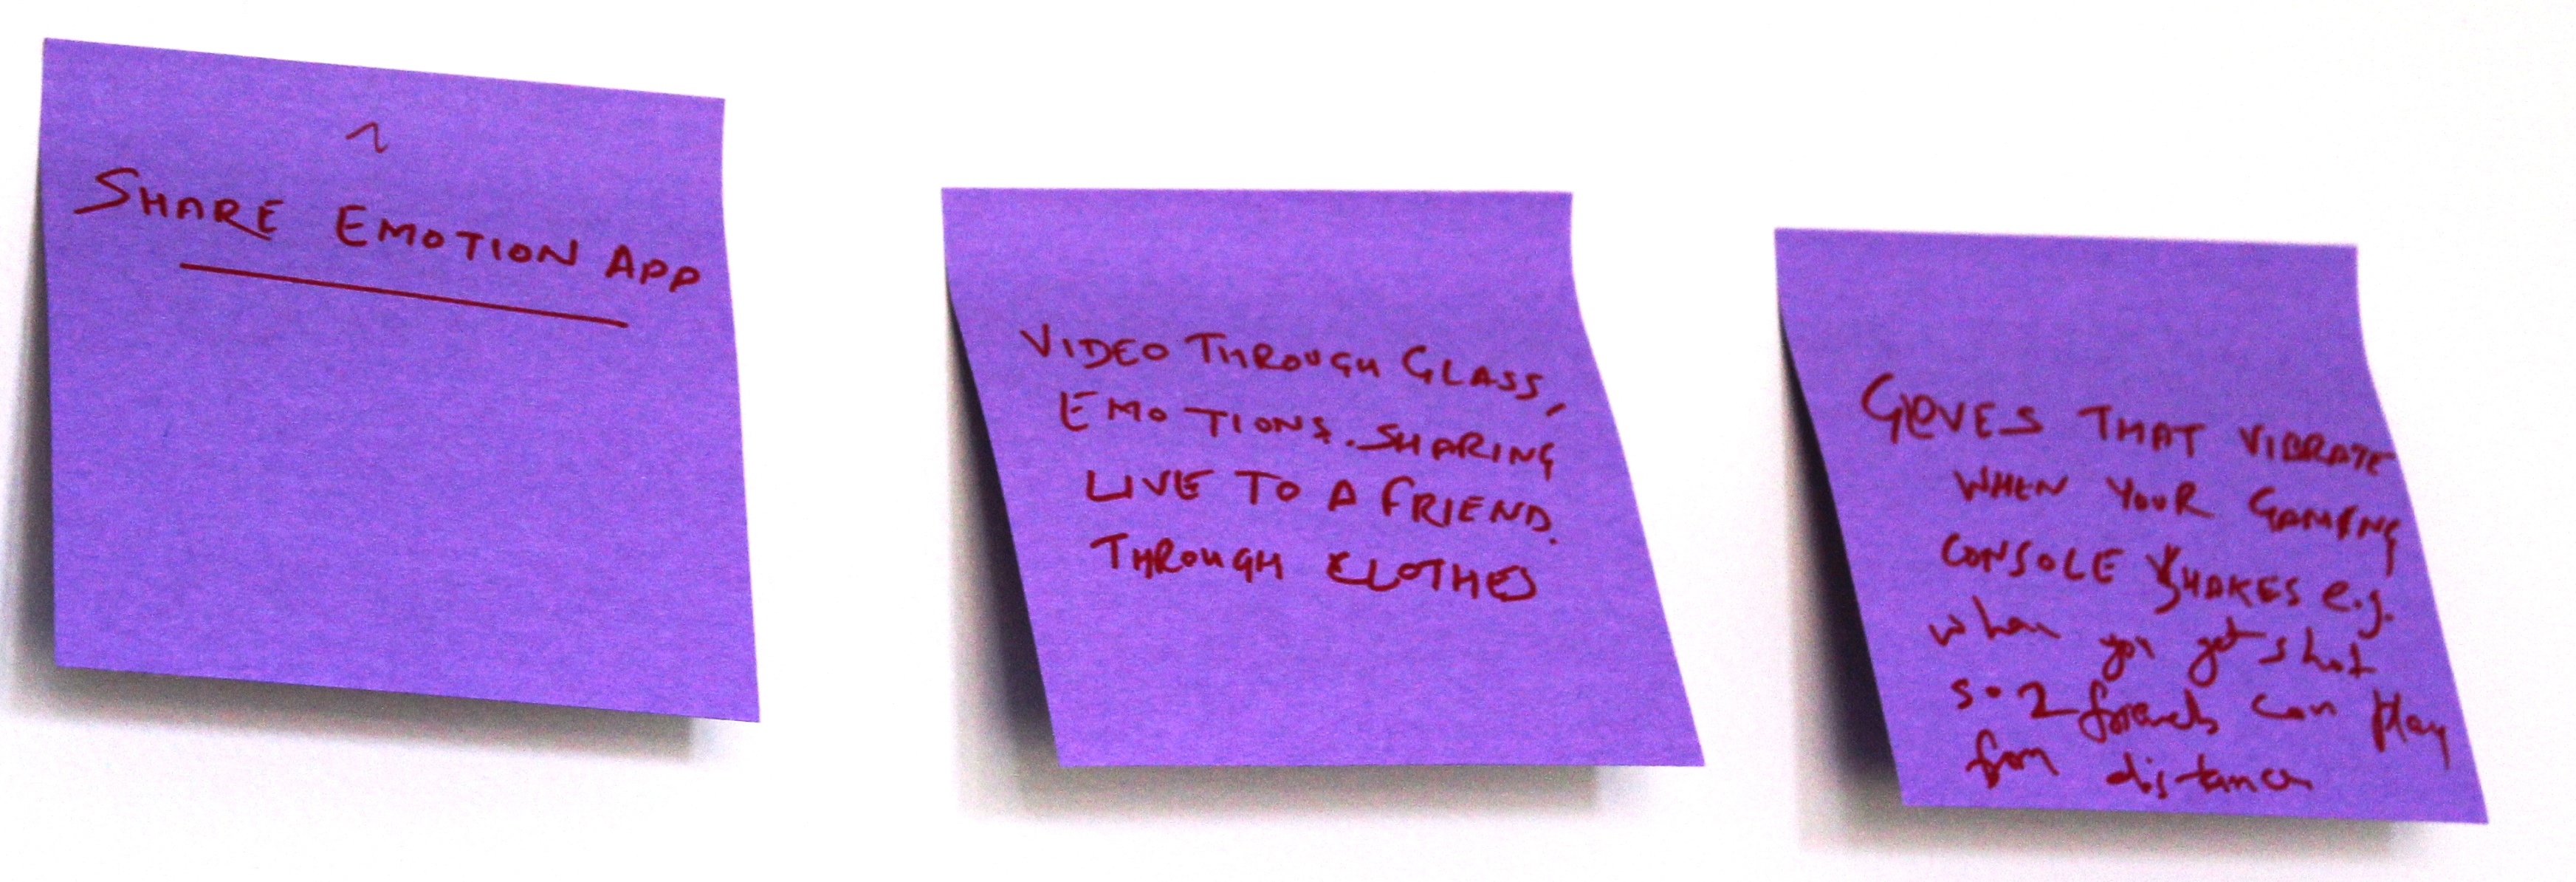 SHARE EMOTION APP
VIDEO THROUGH GLASS,
EMOTIONS. SHARING
LIVE TO A FRIEND.
THROUGH CLOTHES
GLOVES THAT VIBRATE
WHEN YOUR GAMING
CONSOLE SHAKES e.g.
when you get shot
so 2 friends can play
from distance